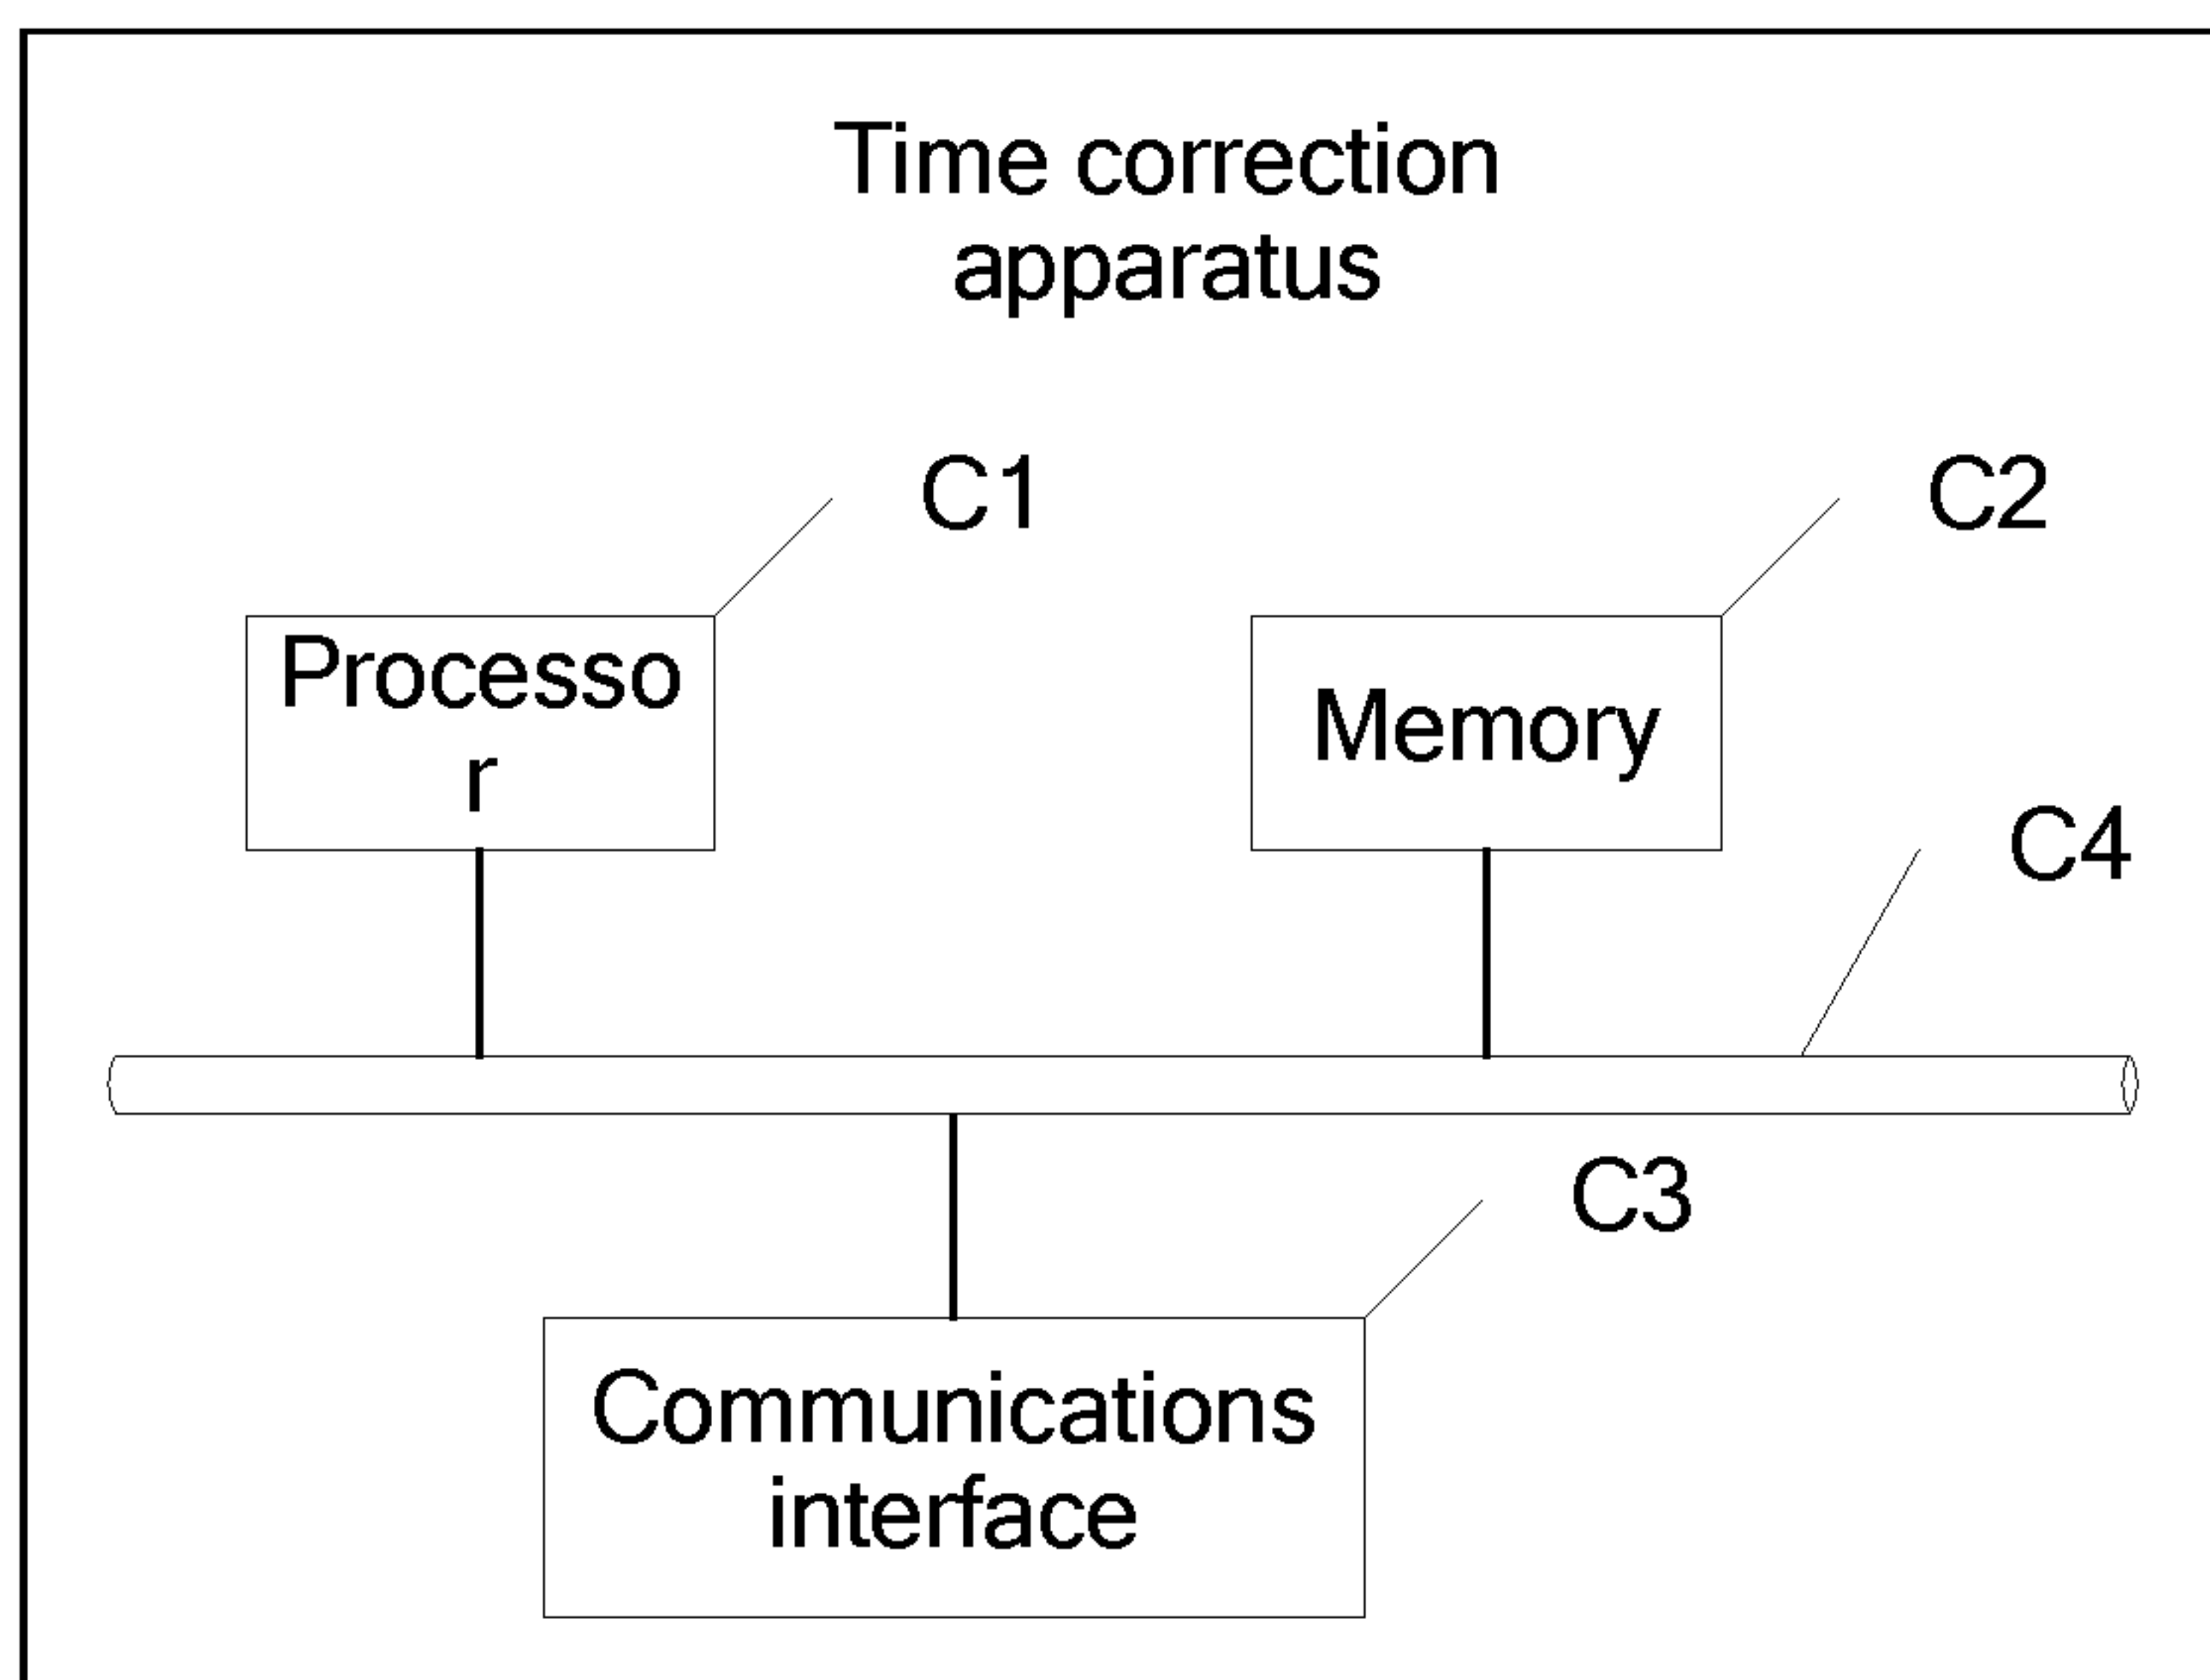 Time correction
apparatus
C1
C2
Processo
r
Memory
C4
C3
Communications
interface